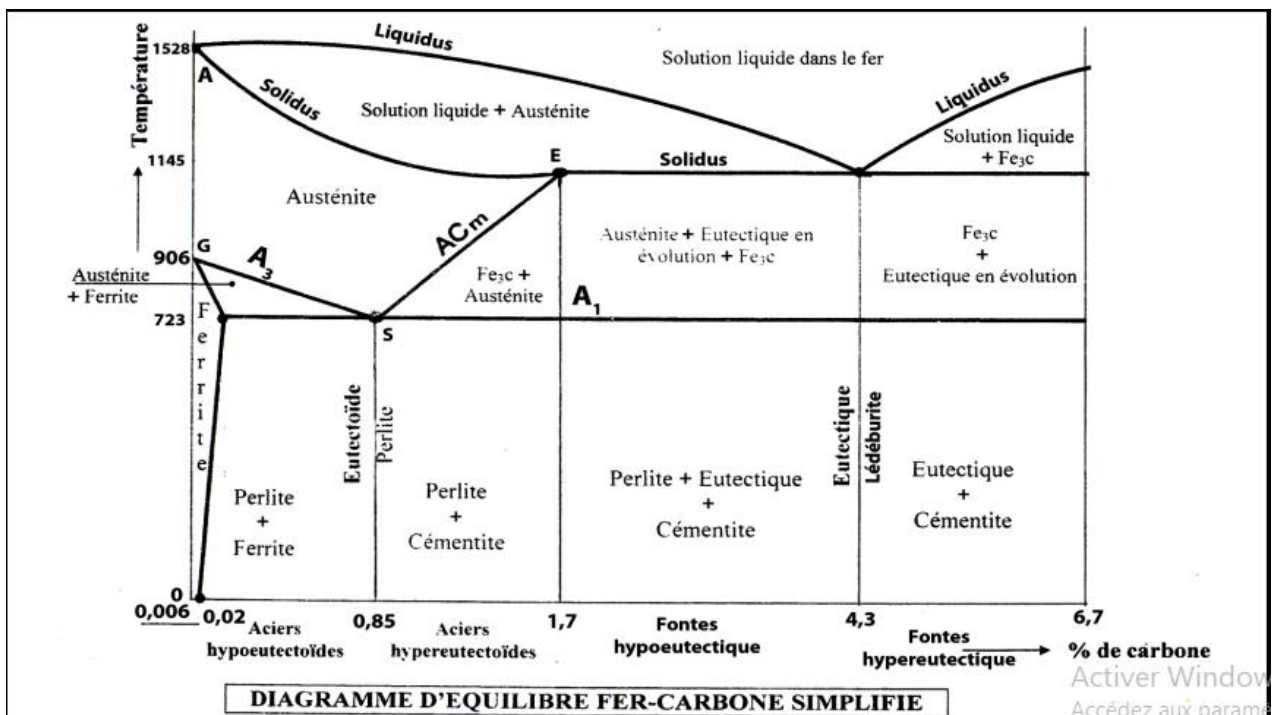 Température
1528
Liquidus
Solution liquide dans le fer
A
Solidus
Solution liquide + Austénite
Liquidus
Solution liquide
+ Fe₃c
1145
E
Solidus
Austénite
ACm
Austénite + Eutectique en
évolution + Fe₃c
Fe₃c
+
Eutectique en évolution
G
906
A₃
Austénite
+ Ferrite
Fe₃c +
Austénite
A₁
723
S
Ferrite
Eutectoïde
Perlite
Eutectique
Lédéburite
Perlite
+
Ferrite
Perlite
+
Cémentite
Perlite + Eutectique
+
Cémentite
Eutectique
+
Cémentite
0
0,006
0,02
0,85
1,7
4,3
6,7
Aciers
hypoeutectoïdes
Aciers
hypereutectoïdes
Fontes
hypoeutectique
Fontes
hypereutectique
% de carbone
DIAGRAMME D'EQUILIBRE FER-CARBONE SIMPLIFIE
Activer Window
Accédez aux parame